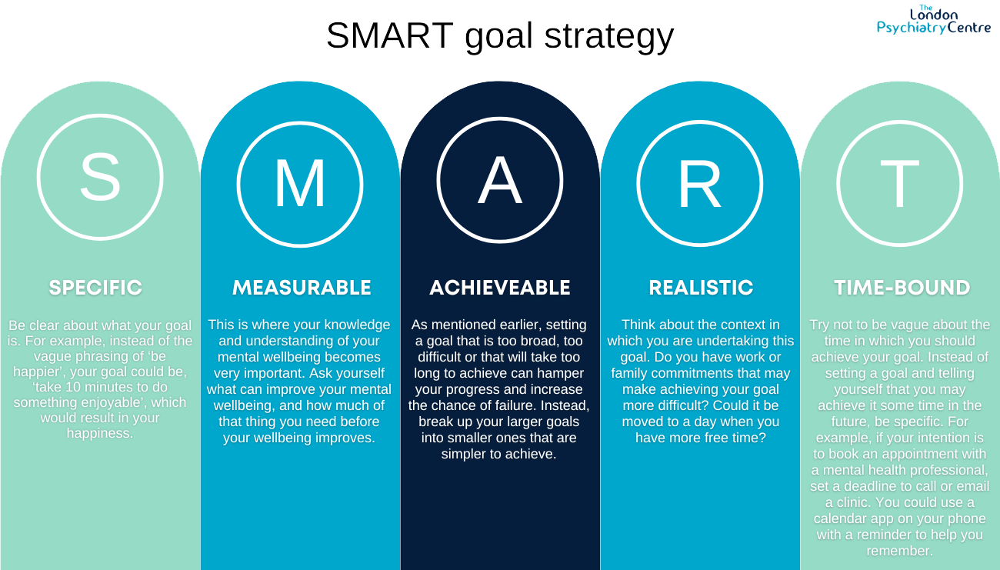 SMART goal strategy
The
London
PsychiatryCentre
S
SPECIFIC
Be clear about what your goal
is. For example, instead of the
vague phrasing of ‘be
happier’, your goal could be,
‘take 10 minutes to do
something enjoyable’, which
would result in your
happiness.
M
MEASURABLE
This is where your knowledge
and understanding of your
mental wellbeing becomes
very important. Ask yourself
what can improve your mental
wellbeing, and how much of
that thing you need before
your wellbeing improves.
A
ACHIEVEABLE
As mentioned earlier, setting
a goal that is too broad, too
difficult or that will take too
long to achieve can hamper
your progress and increase
the chance of failure. Instead,
break up your larger goals
into smaller ones that are
simpler to achieve.
R
REALISTIC
Think about the context in
which you are undertaking this
goal. Do you have work or
family commitments that may
make achieving your goal
more difficult? Could it be
moved to a day when you
have more free time?
T
TIME-BOUND
Try not to be vague about the
time in which you should
achieve your goal. Instead of
setting a goal and telling
yourself that you may
achieve it some time in the
future, be specific. For
example, if your intention is
to book an appointment with
a mental health professional,
set a deadline to call or email
a clinic. You could use a
calendar app on your phone
with a reminder to help you
remember.